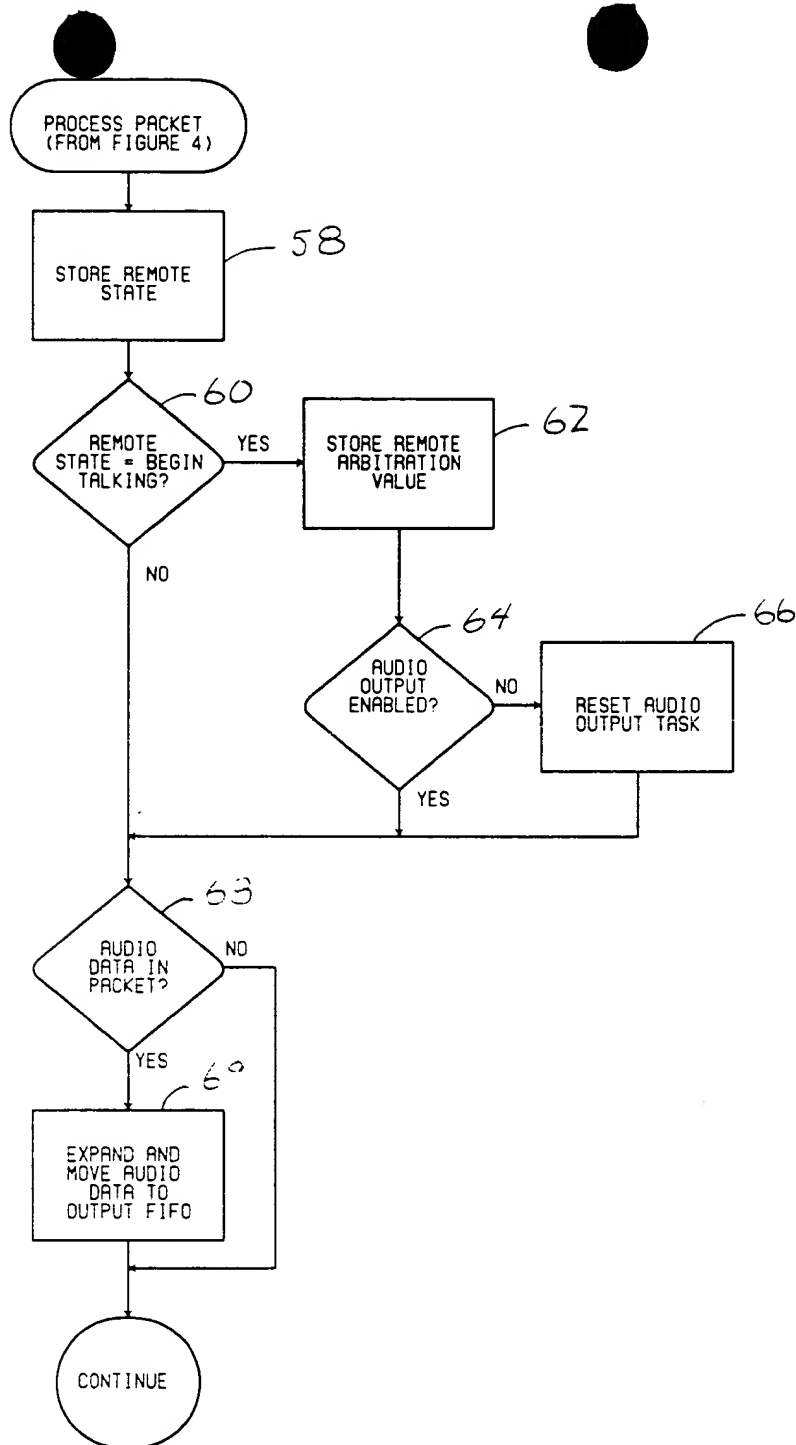 PROCESS PACKET
(FROM FIGURE 4)
58
STORE REMOTE
STATE
60
REMOTE
STATE = BEGIN
TALKING?
YES
NO
62
STORE REMOTE
ARBITRATION
VALUE
64
AUDIO
OUTPUT
ENABLED?
NO
YES
66
RESET AUDIO
OUTPUT TASK
AUDIO
DATA IN
PACKET?
NO
YES
EXPAND AND
MOVE AUDIO
DATA TO
OUTPUT FIFO
CONTINUE